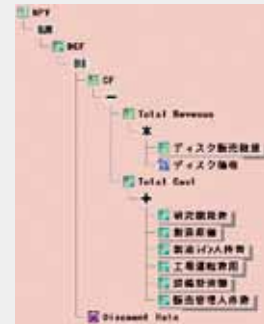 NPV
SUM
DCF
DS
CF
−
Total Revenue
*
ディスク販売数量
ディスク価格
Total Cost
+
研究開発費
製造原価
製造ライン人件費
工場運転費用
設備投資額
販売管理人件費
Discount Rate